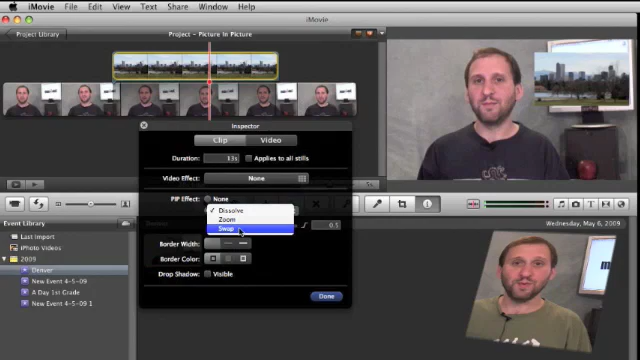 iMovie File Edit View Text Share Window Help
iMovie
Project Library
Project - Picture In Picture
Inspector
Clip Video
Duration: 13s Applies to all stills
Video Effect: None
PIP Effect: None
Dissolve
Zoom
Swap
0.5
Border Width:
Border Color:
Drop Shadow: Visible
Done
Event Library
Wednesday, May 6, 2009
Last Import
iPhoto Videos
2009
Denver
New Event 4-5-09
A Day 1st Grade
New Event 4-5-09 1